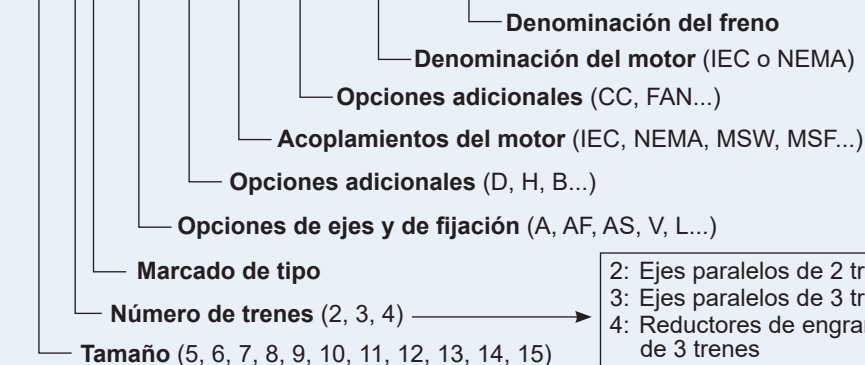 Denominación del freno
Denominación del motor (IEC o NEMA)
Opciones adicionales (CC, FAN...)
Acoplamientos del motor (IEC, NEMA, MSW, MSF...)
Opciones adicionales (D, H, B...)
Opciones de ejes y de fijación (A, AF, AS, V, L...)
Marcado de tipo
Número de trenes (2, 3, 4)
Tamaño (5, 6, 7, 8, 9, 10, 11, 12, 13, 14, 15)
2: Ejes paralelos de 2
3: Ejes paralelos de 3
4: Reductores de
de 3 trenes